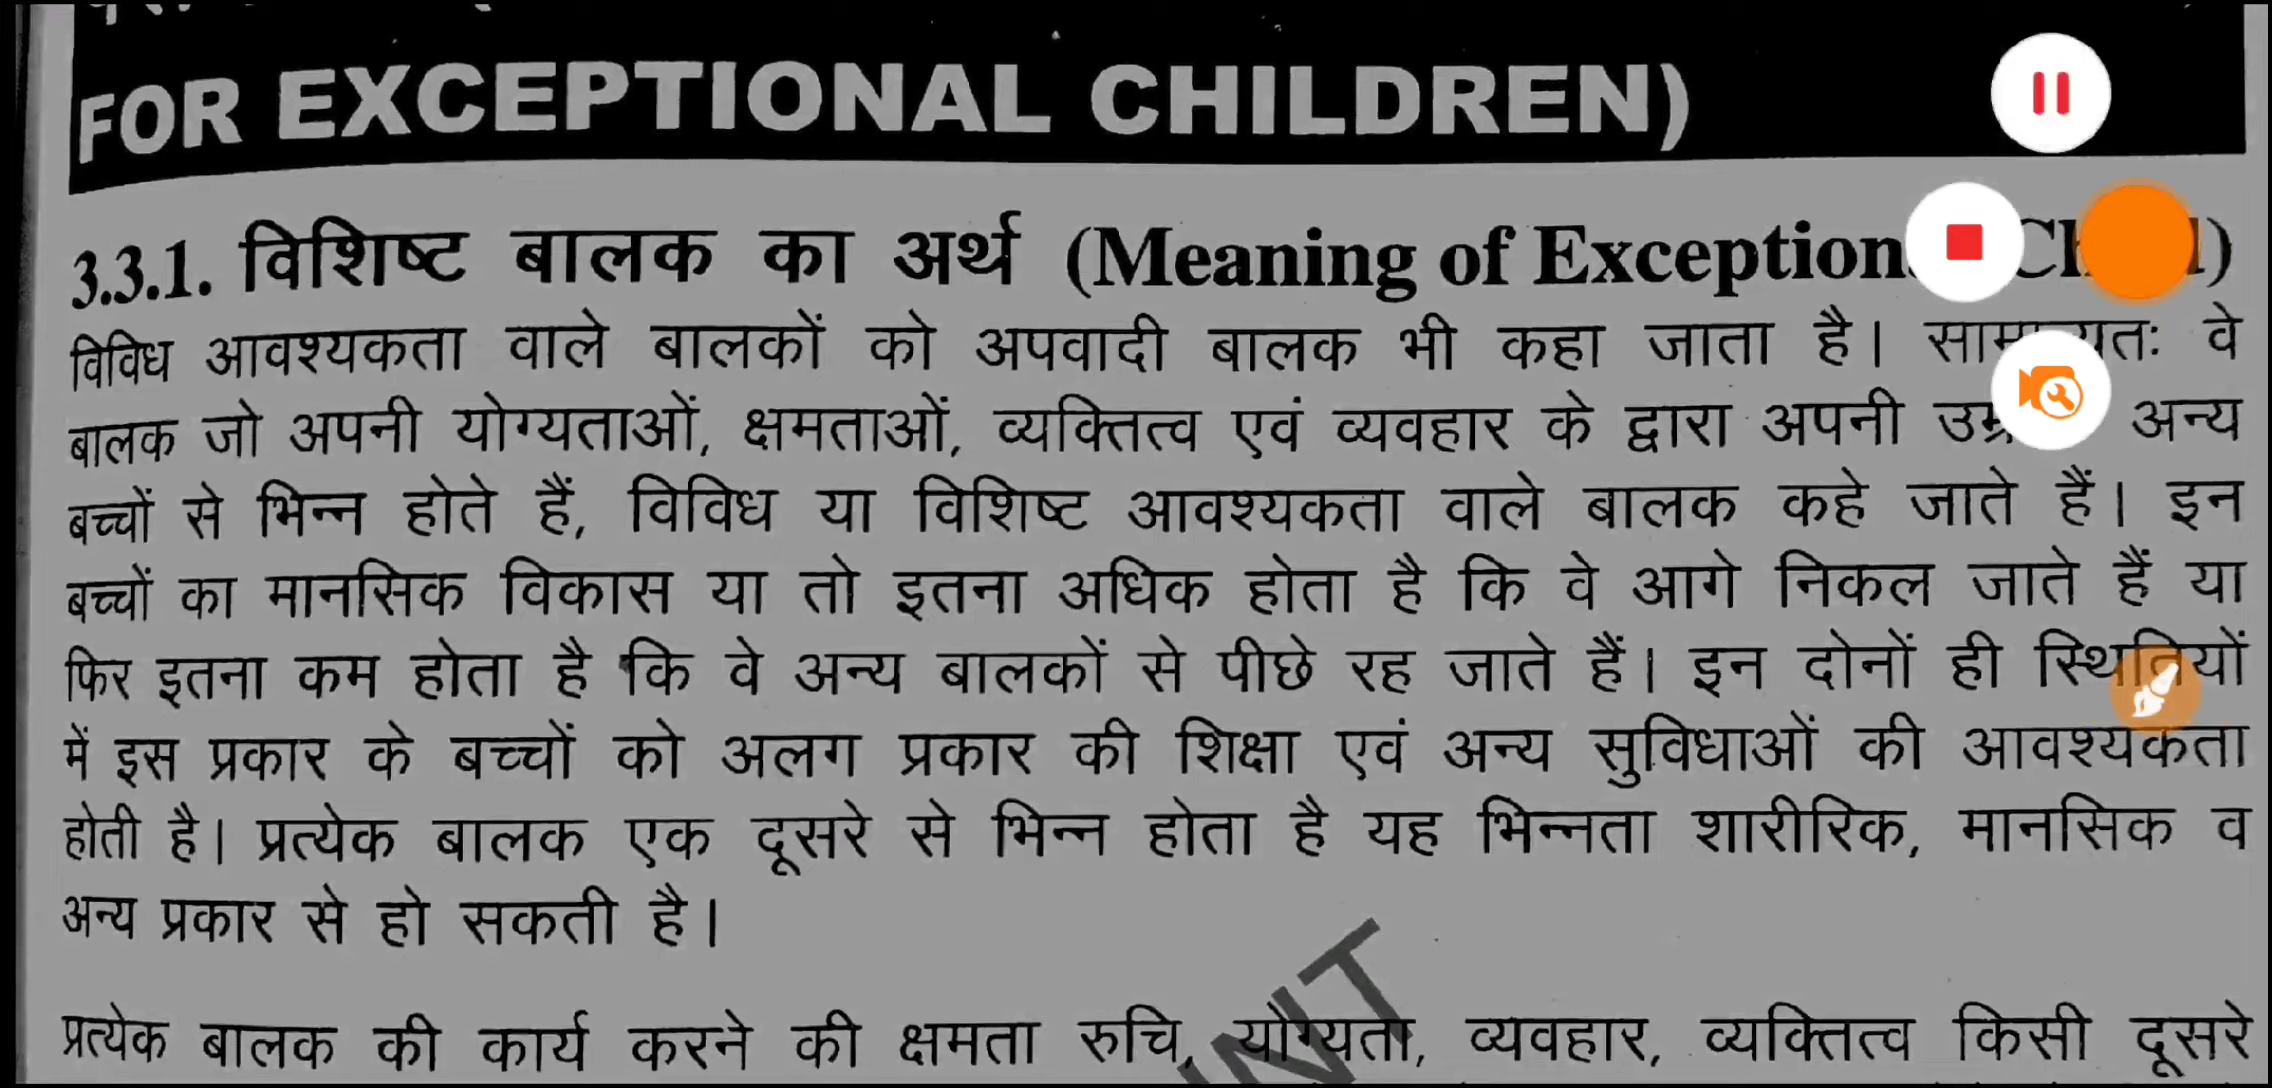 FOR EXCEPTIONAL CHILDREN)
3.3.1. विशिष्ट बालक का अर्थ (Meaning of Exception
विविध आवश्यकता वाले बालकों को अपवादी बालक भी कहा जाता है। वे
बालक जो अपनी योग्यताओं, क्षमताओं, व्यक्तित्व एवं व्यवहार के द्वारा अपनी उम्र अन्य
बच्चों से भिन्न होते हैं, विविध या विशिष्ट आवश्यकता वाले बालक कहे जाते हैं। इन
बच्चों का मानसिक विकास या तो इतना अधिक होता है कि वे आगे निकल जाते हैं या
फिर इतना कम होता है कि वे अन्य बालकों से पीछे रह जाते हैं। इन दोनों ही स्थितियों
में इस प्रकार के बच्चों को अलग प्रकार की शिक्षा एवं अन्य सुविधाओं की आवश्यकता
होती है। प्रत्येक बालक एक दूसरे से भिन्न होता है यह भिन्नता शारीरिक, मानसिक व
अन्य प्रकार से हो सकती है।
प्रत्येक बालक की कार्य करने की क्षमता रुचि, योग्यता, व्यवहार, व्यक्तित्व किसी दूसरे